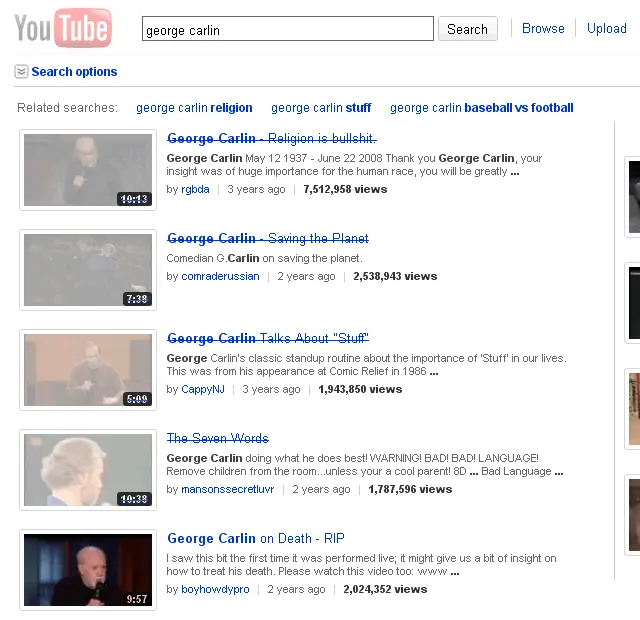 YouTube
george carlin
Search
Browse
Upload
Search options
Related searches: george carlin religion george carlin stuff george carlin baseball vs football
George Carlin - Religion is bullshit.
George Carlin May 12 1937 - June 22 2008 Thank you George Carlin, your
insight was of huge importance for the human race, you will be greatly ...
10:13
by rgbda 3 years ago 7,512,958 views
George Carlin - Saving the Planet
Comedian G.Carlin on saving the planet.
by comraderussian 2 years ago 2,538,943 views
7:38
George Carlin Talks About "Stuff"
George Carlin's classic standup routine about the importance of 'Stuff' in our lives.
This was from his appearance at Comic Relief in 1986 ...
by CappyNJ 3 years ago 1,943,850 views
5:09
The Seven Words
George Carlin doing what he does best! WARNING! BAD! BAD! LANGUAGE!
Remove children from the room...unless your a cool parent! 8D ... Bad Language ...
by mansonssecretluvr 2 years ago 1,787,596 views
10:38
George Carlin on Death - RIP
I saw this bit the first time it was performed live; it might give us a bit of insight on
how to treat his death. Please watch this video too: www ...
by boyhowdypro 2 years ago 2,024,352 views
9:57